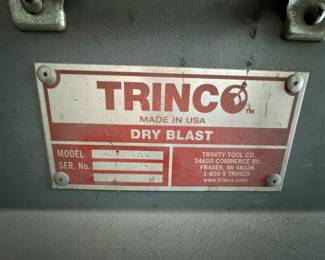 TRINCO™
MADE IN USA
DRY BLAST
MODEL
SER. No.
TRINITY TOOL CO.
34600 COMMERCE RD.
FRASER, MI 48026
1-800 5 TRINCO
www.trinco.com